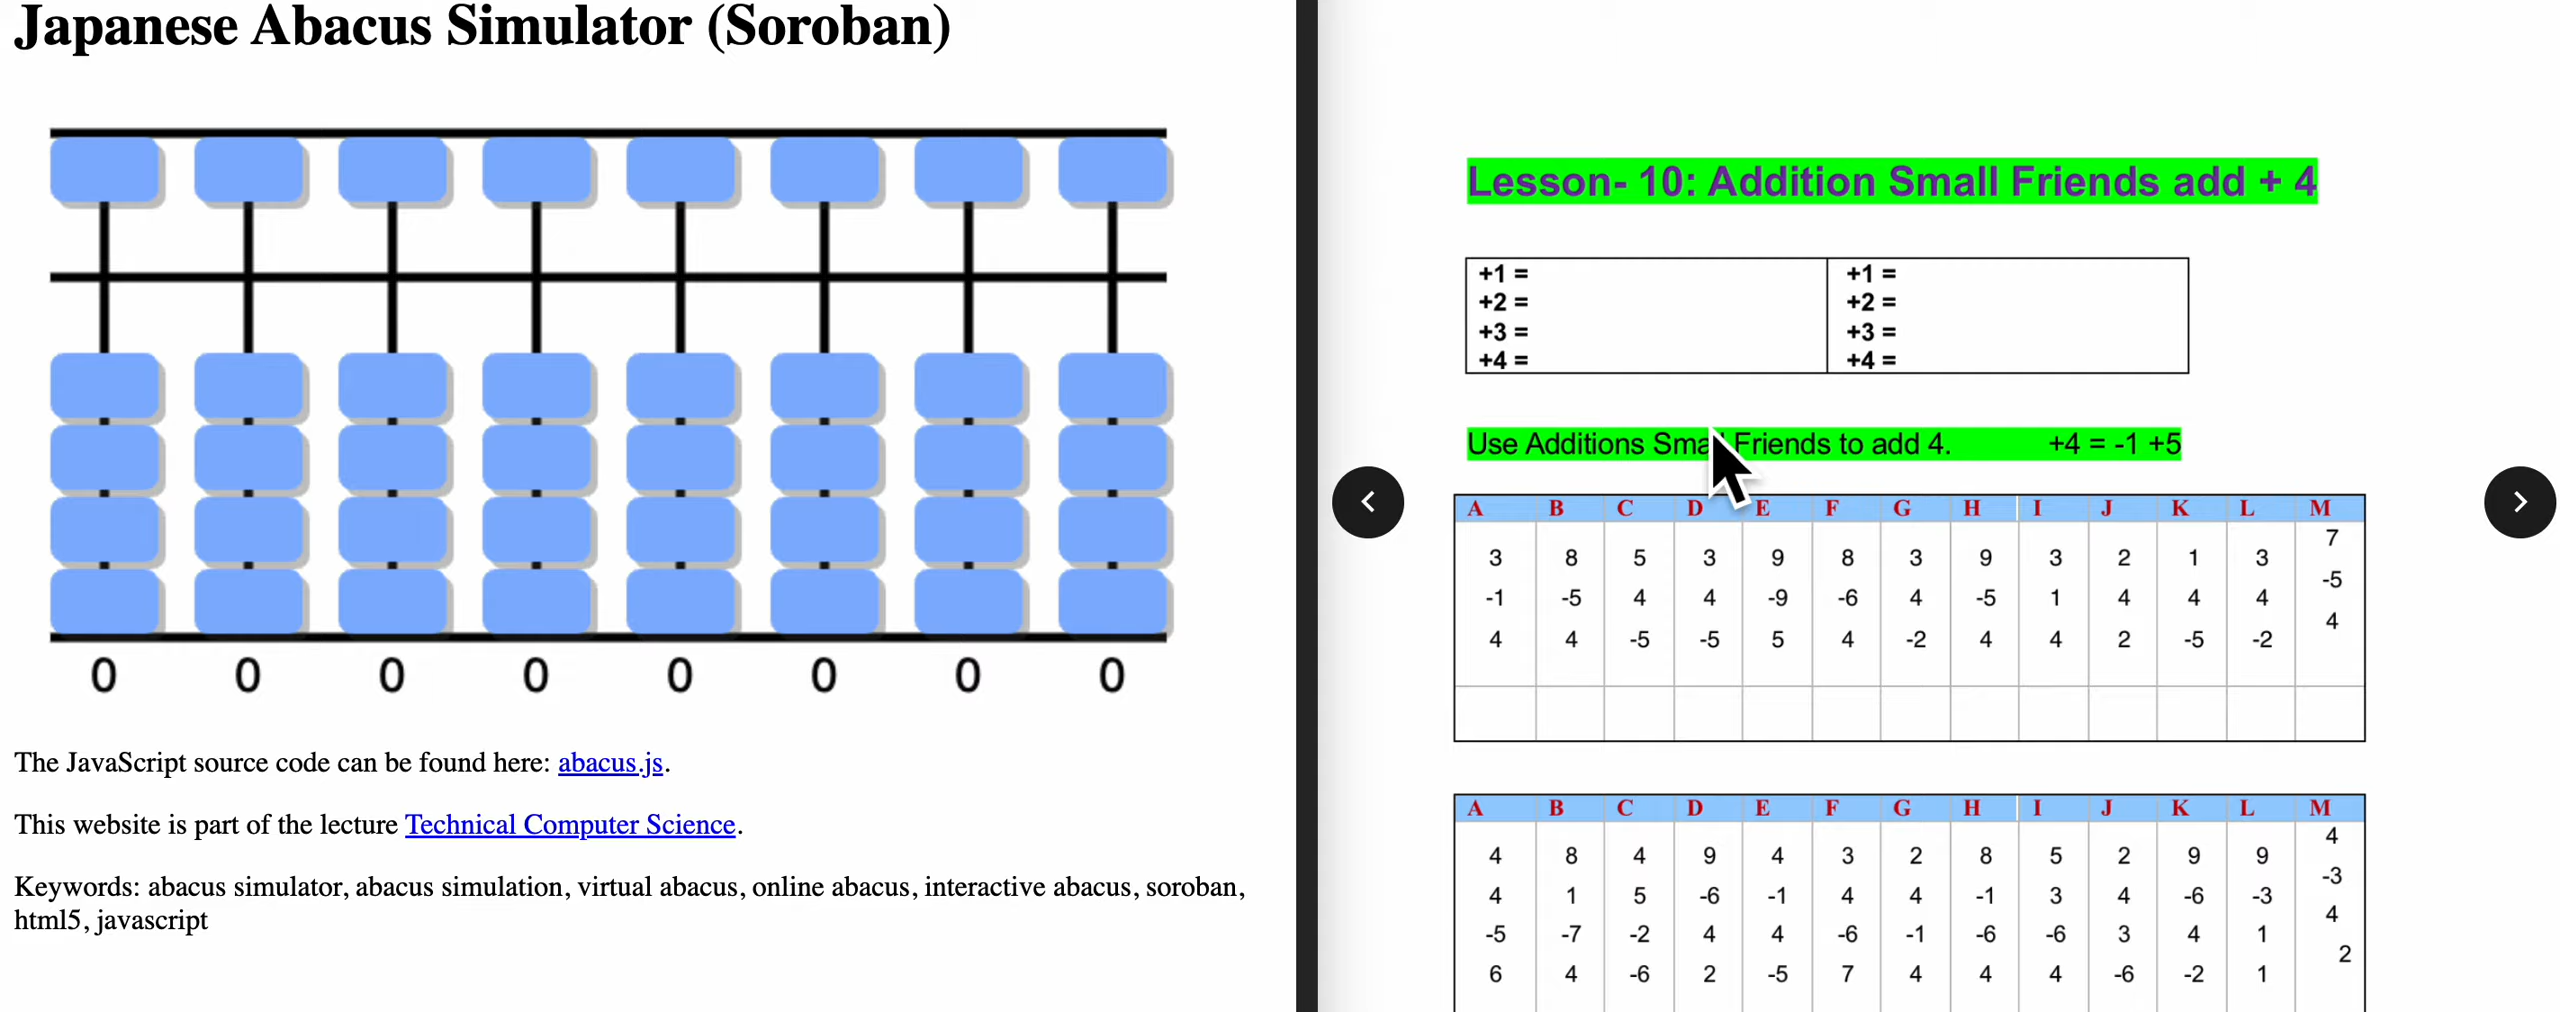 Japanese Abacus Simulator (Soroban)
0 0 0 0 0 0 0 0
The JavaScript source code can be found here: abacus.js.
This website is part of the lecture Technical Computer Science.
Keywords: abacus simulator, abacus simulation, virtual abacus, online abacus, interactive abacus, soroban,
html5, javascript
Lesson- 10: Addition Small Friends add + 4
+1 = +1 =
+2 = +2 =
+3 = +3 =
+4 = +4 =
Use Additions Small Friends to add 4. +4 = -1 +5
A B C D E F G H I J K L M
3 8 5 3 9 8 3 9 3 2 1 3 7
-1 -5 4 4 -9 -6 4 -5 1 4 4 4 -5
4 4 -5 -5 5 4 -2 4 4 2 -5 -2 4
A B C D E F G H I J K L M
4 8 4 9 4 3 2 8 5 2 9 9 4
4 1 5 -6 -1 4 4 -1 3 4 -6 -3 -3
-5 -7 -2 4 4 -6 -1 -6 -6 3 4 1 4
6 4 -6 2 -5 7 4 4 4 -6 -2 1 2